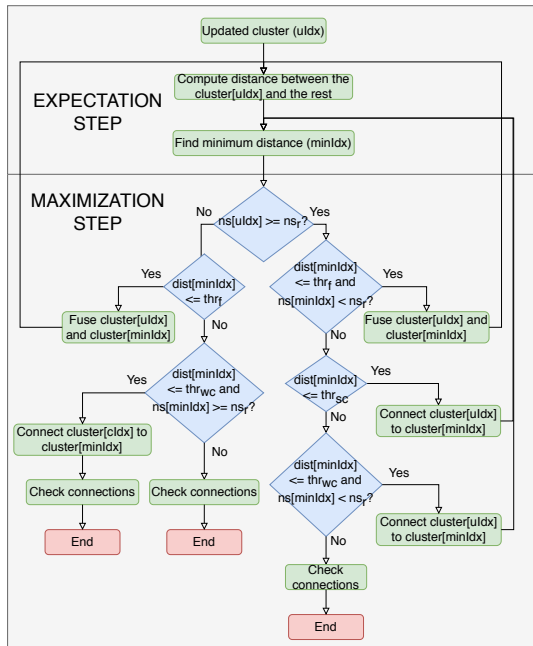 Updated cluster (uIdx)
Compute distance between the
cluster[uIdx] and the rest
EXPECTATION
STEP
Find minimum distance (minIdx)
MAXIMIZATION
STEP
No
ns[uIdx] >= nsr?
Yes
Yes
dist[minIdx]
<= thrf
dist[minIdx]
<= thrf and
ns[minIdx] < nsr?
Yes
Fuse cluster[uIdx]
and cluster[minIdx]
No
No
Fuse cluster[uIdx] and
cluster[minIdx]
Yes
dist[minIdx]
<= thrwc and
ns[minIdx] >= nsr?
dist[minIdx]
<= thrsc
Yes
Connect cluster[cIdx] to
cluster[minIdx]
No
Connect cluster[uIdx]
to cluster[minIdx]
No
dist[minIdx]
<= thrwc and
ns[minIdx] < nsr?
Yes
Check connections
Check connections
Connect cluster[uIdx]
to cluster[minIdx]
End
End
No
Check
connections
End